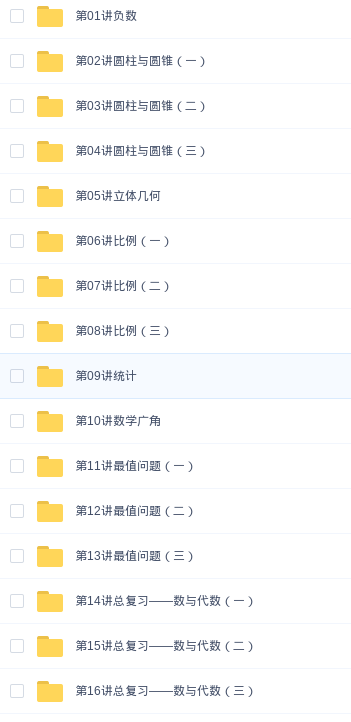 第01讲负数
第02讲圆柱与圆锥（一）
第03讲圆柱与圆锥（二）
第04讲圆柱与圆锥（三）
第05讲立体几何
第06讲比例（一）
第07讲比例（二）
第08讲比例（三）
第09讲统计
第10讲数学广角
第11讲最值问题（一）
第12讲最值问题（二）
第13讲最值问题（三）
第14讲总复习——数与代数（一）
第15讲总复习——数与代数（二）
第16讲总复习——数与代数（三）